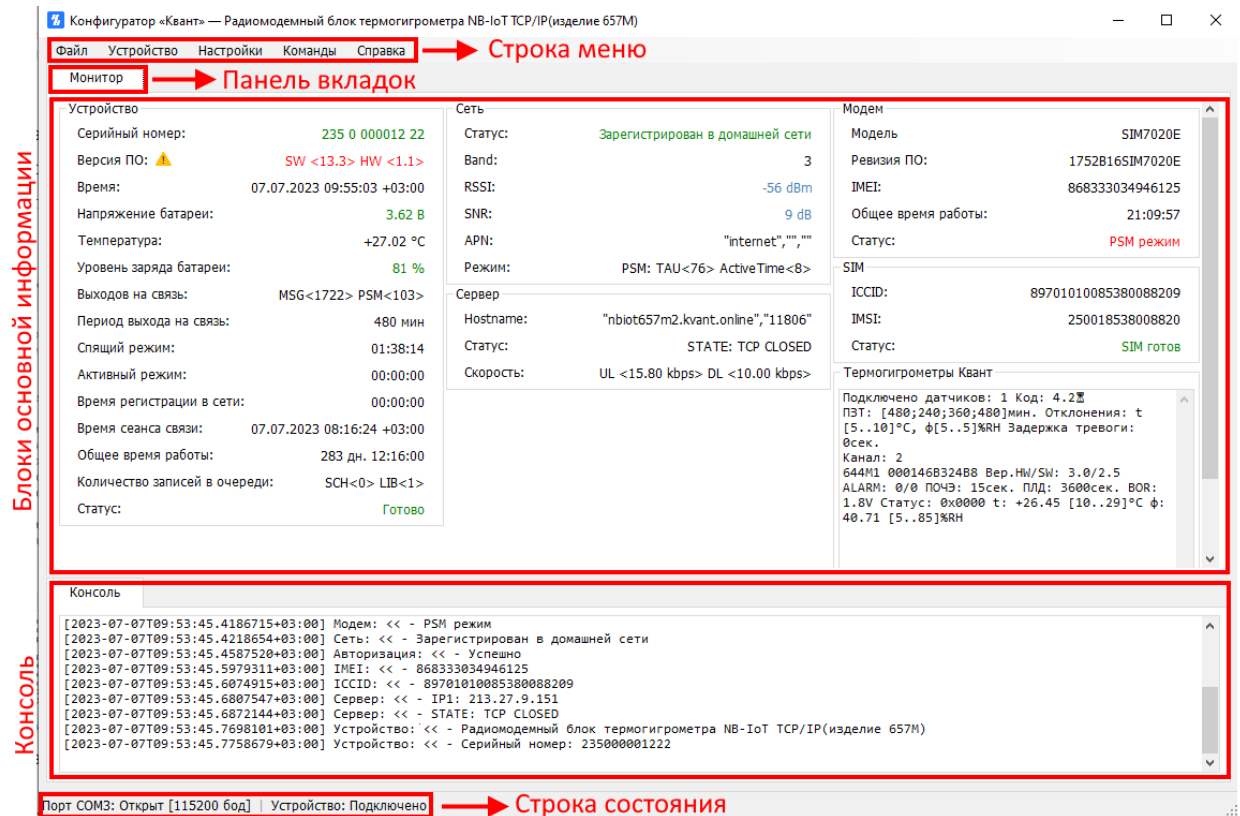 Конфигуратор «Квант» — Радиомодемный блок термогигрометра NB-IoT TCP/IP(изделие 657М)
Файл Устройство Настройки Команды Справка
Строка меню
Монитор
Панель вкладок
Блоки основной информации
Устройство
Серийный номер: 235 0 000012 22
Версия ПО: SW <13.3> HW <1.1>
Время: 07.07.2023 09:55:03 +03:00
Напряжение батареи: 3.62 В
Температура: +27.02 °C
Уровень заряда батареи: 81 %
Выходов на связь: MSG<1722> PSM<103>
Период выхода на связь: 480 мин
Спящий режим: 01:38:14
Активный режим: 00:00:00
Время регистрации в сети: 00:00:00
Время сеанса связи: 07.07.2023 08:16:24 +03:00
Общее время работы: 283 дн. 12:16:00
Количество записей в очереди: SCH<0> LIB<1>
Статус: Готово
Сеть
Статус: Зарегистрирован в домашней сети
Band: 3
RSSI: -56 dBm
SNR: 9 dB
APN: "internet","",""
Режим: PSM: TAU<76> ActiveTime<8>
Сервер
Hostname: "nbiot657m2.kvant.online","11806"
Статус: STATE: TCP CLOSED
Скорость: UL <15.80 kbps> DL <10.00 kbps>
Модем
Модель SIM7020E
Ревизия ПО: 1752B16SIM7020E
IMEI: 868333034946125
Общее время работы: 21:09:57
Статус: PSM режим
SIM
ICCID: 89701010085380088209
IMSI: 250018538008820
Статус: SIM готов
Термогигрометры Квант
Подключено датчиков: 1 Код: 4.2
ПЗТ: [480;240;360;480]мин. Отклонения: t
[5..10]°C, ф[5..5]%RH Задержка тревоги:
0сек.
Канал: 2
644М1 000146B324B8 Вер.HW/SW: 3.0/2.5
ALARM: 0/0 ПОЧЭ: 15сек. ПЛД: 3600сек. BOR:
1.8V Статус: 0x0000 t: +26.45 [10..29]°C ф:
40.71 [5..85]%RH
Консоль
Консоль
[2023-07-07T09:53:45.4186715+03:00] Модем: << - PSM режим
[2023-07-07T09:53:45.4218654+03:00] Сеть: << - Зарегистрирован в домашней сети
[2023-07-07T09:53:45.4587520+03:00] Авторизация: << - Успешно
[2023-07-07T09:53:45.5979311+03:00] IMEI: << - 868333034946125
[2023-07-07T09:53:45.6074915+03:00] ICCID: << - 89701010085380088209
[2023-07-07T09:53:45.6807547+03:00] Сервер: << - IP1: 213.27.9.151
[2023-07-07T09:53:45.6872144+03:00] Сервер: << - STATE: TCP CLOSED
[2023-07-07T09:53:45.7698101+03:00] Устройство: << - Радиомодемный блок термогигрометра NB-IoT TCP/IP(изделие 657М)
[2023-07-07T09:53:45.7758679+03:00] Устройство: << - Серийный номер: 235000001222
Порт COM3: Открыт [115200 бод] | Устройство: Подключено
Строка состояния